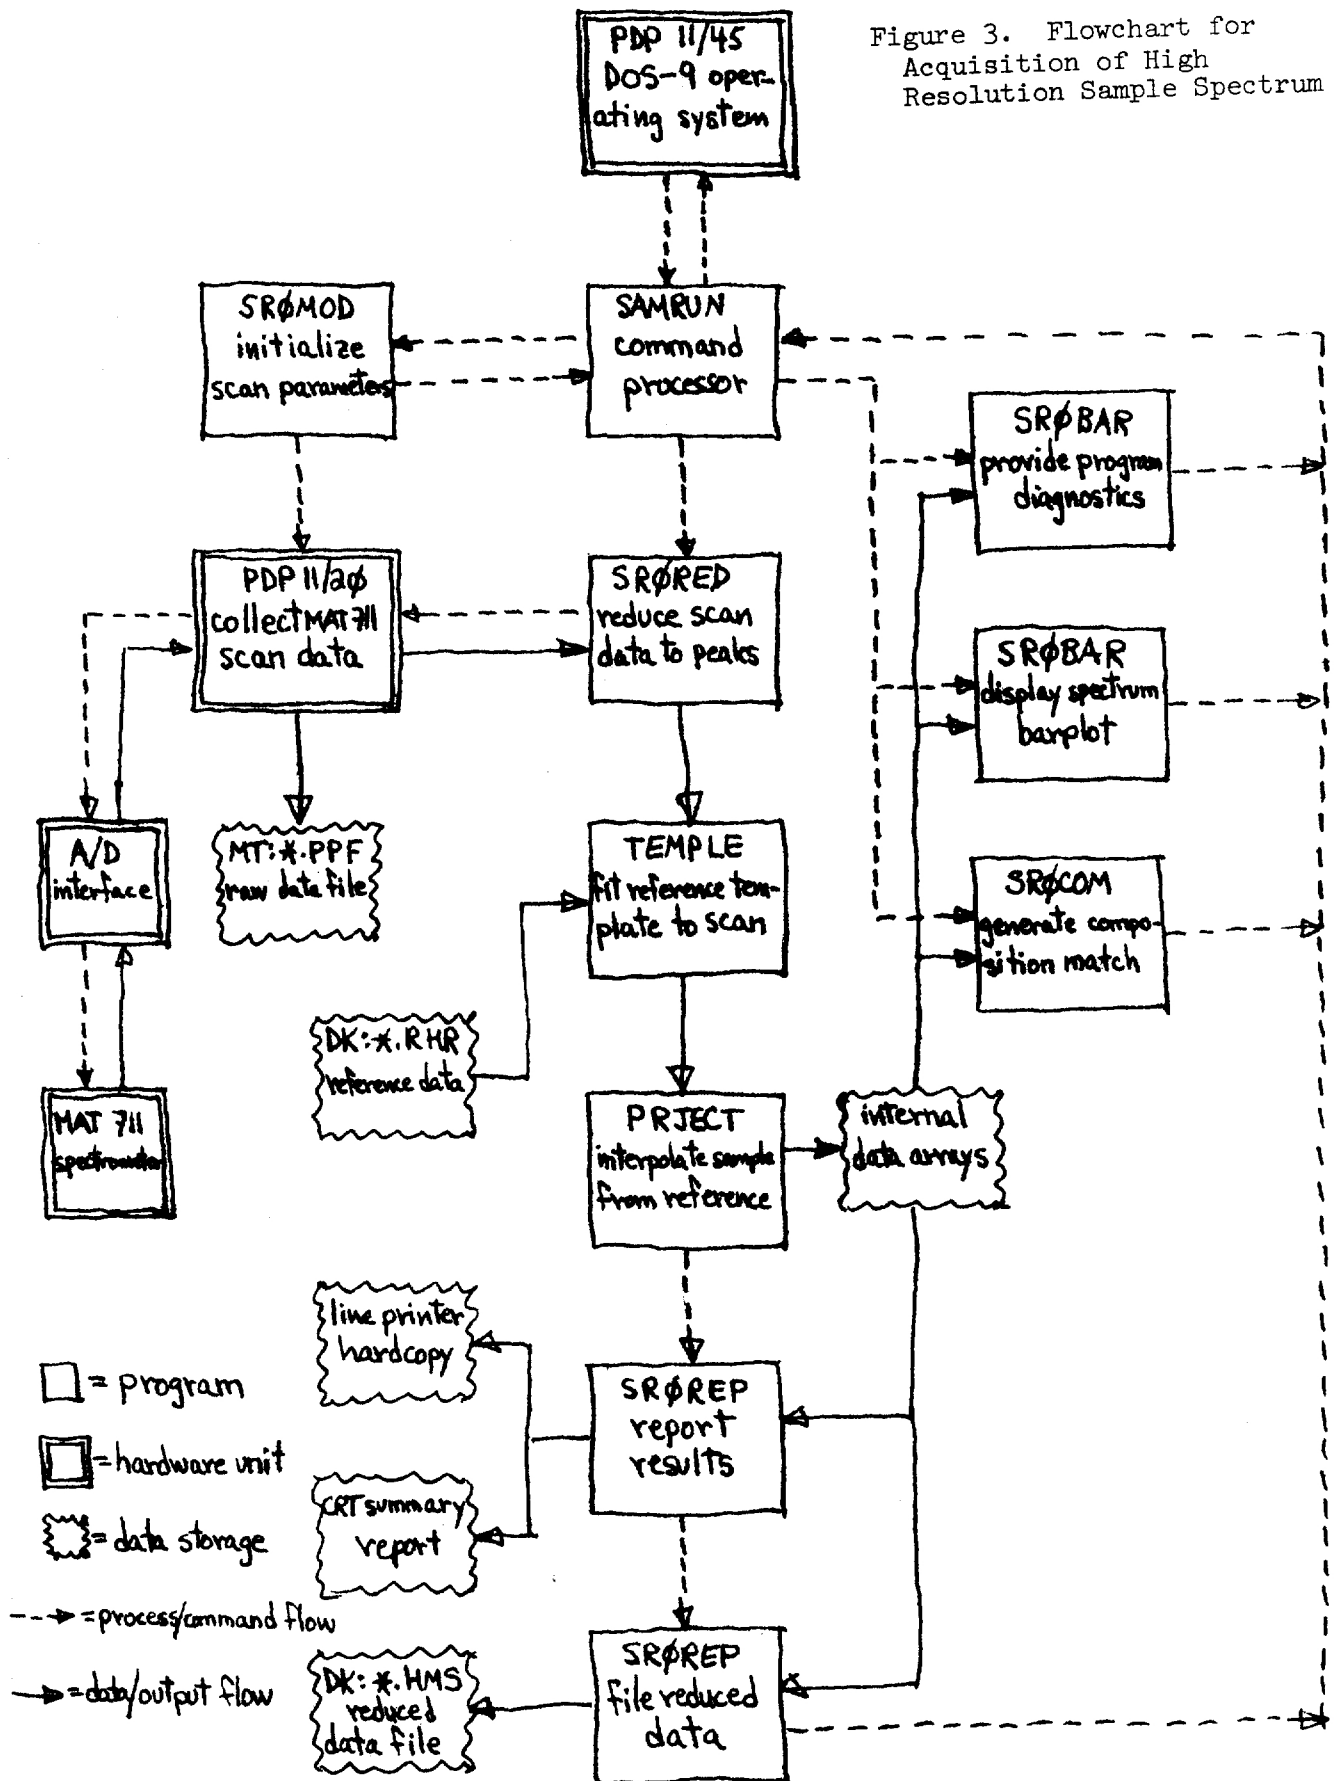 Figure 3. Flowchart for
Acquisition of High
Resolution Sample Spectrum
PDP 11/45
DOS-9 oper-
ating system
SRØMOD
initialize
scan parameters
SAMRUN
command
processor
SRØBAR
provide program
diagnostics
PDP 11/2Ø
collect MAT 711
scan data
SRØRED
reduce scan
data to peaks
SRØBAR
display spectrum
barplot
A/D
interface
MT:*.PPF
raw data file
TEMPLE
fit reference tem-
plate to scan
SRØCOM
generate compo-
sition match
DK:*.RHR
reference data
MAT 711
spectrometer
PRJECT
interpolate sample
from reference
internal
data arrays
line printer
hardcopy
SRØREP
report
results
CRT summary
report
SRØREP
file reduced
data
DK:*.HMS
reduced
data file
= program
= hardware unit
= data storage
= process/command flow
= data/output flow